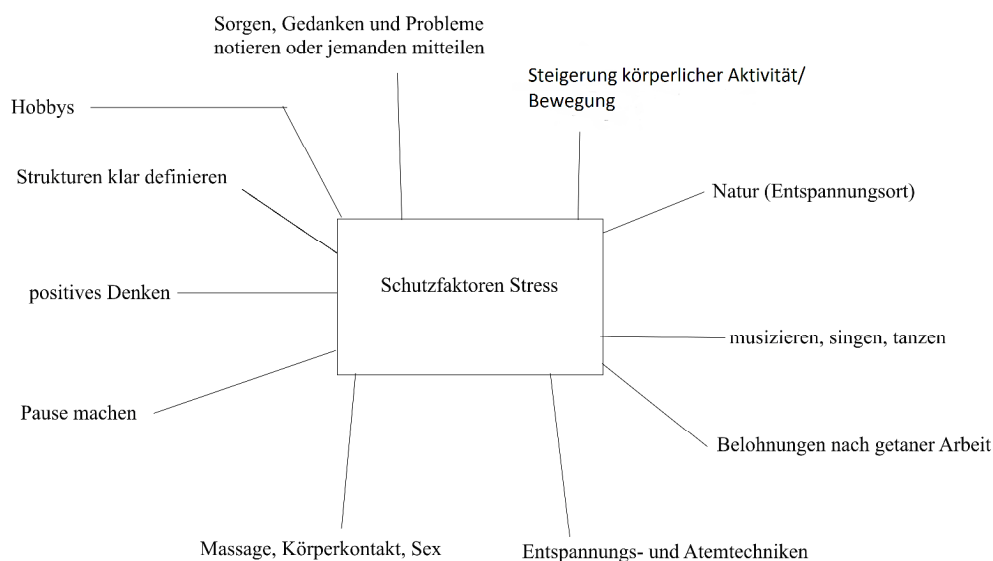 Sorgen, Gedanken und Probleme
notieren oder jemanden mitteilen
Steigerung körperlicher Aktivität/
Bewegung
Hobbys
Strukturen klar definieren
Natur (Entspannungsort)
Schutzfaktoren Stress
positives Denken
musizieren, singen, tanzen
Pause machen
Belohnungen nach getaner Arbeit
Massage, Körperkontakt, Sex
Entspannungs- und Atemtechniken